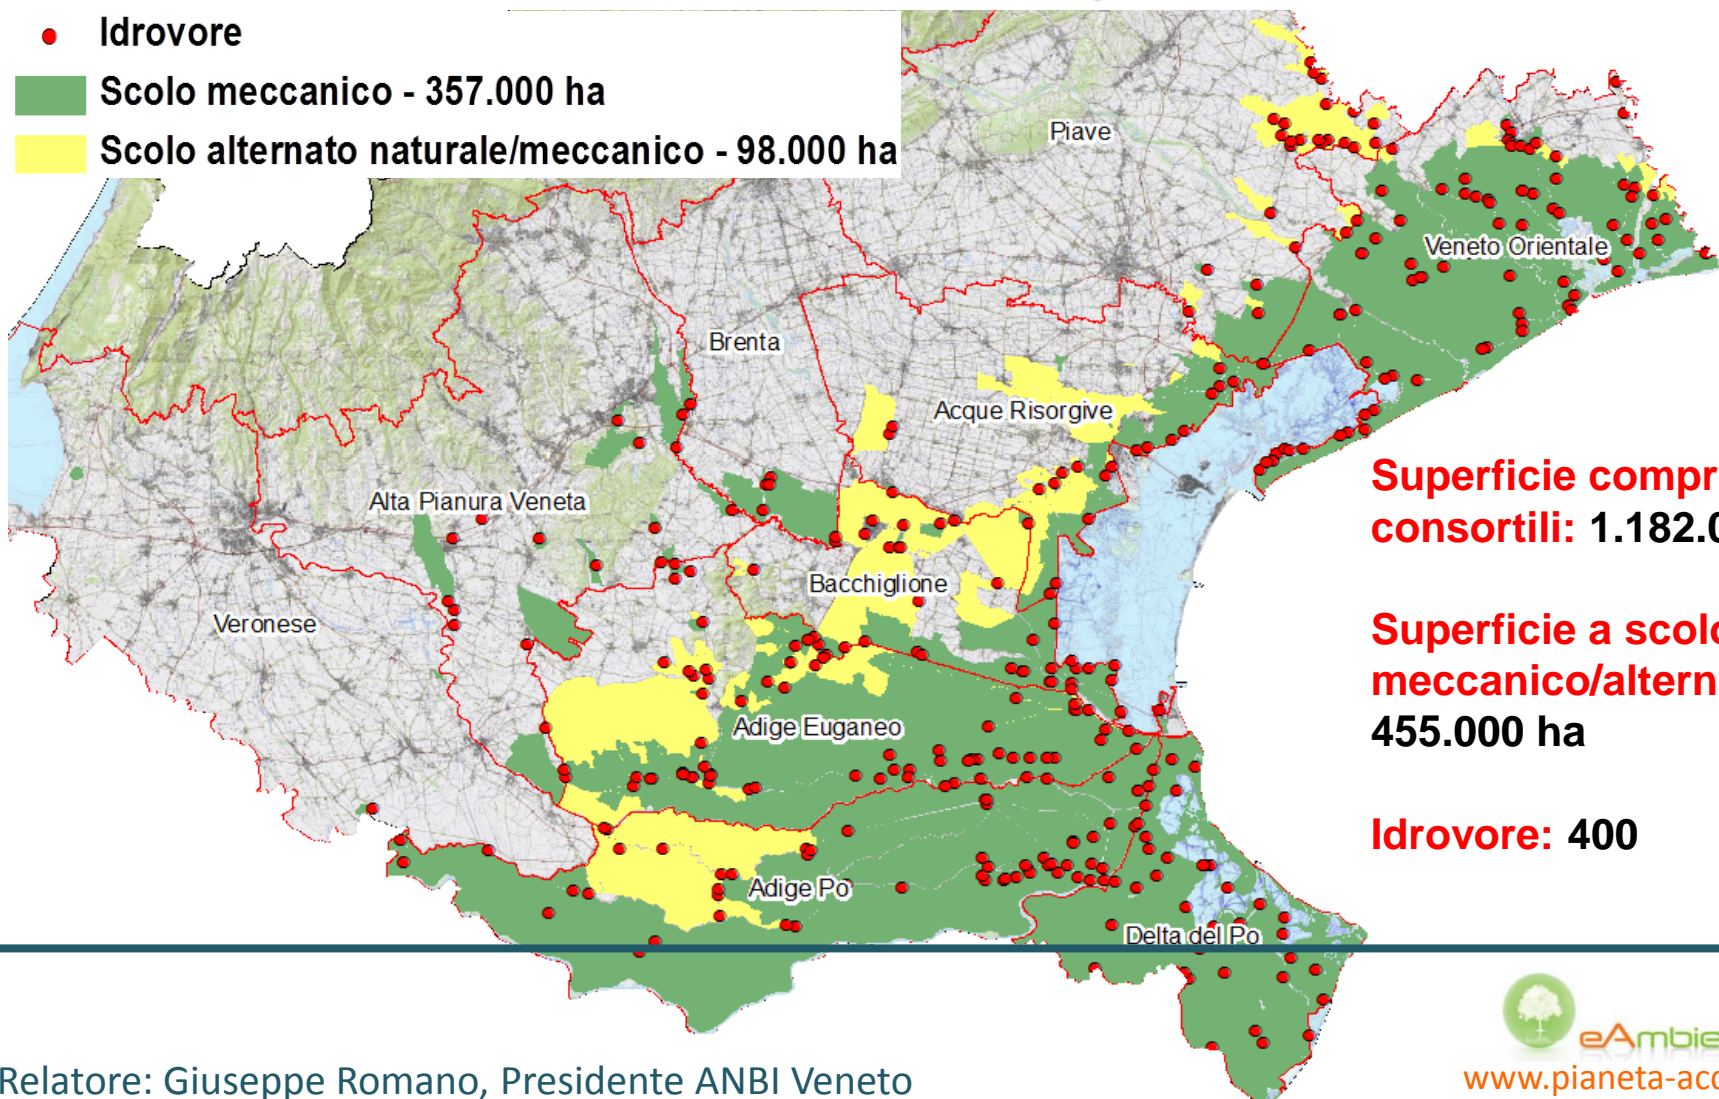 Idrovore
Scolo meccanico - 357.000 ha
Scolo alternato naturale/meccanico - 98.000 ha
Piave
Veneto Orientale
Brenta
Acque Risorgive
Alta Pianura Veneta
Bacchiglione
Veronese
Adige Euganeo
Adige Po
Delta del Po
Superficie compr
consortili: 1.182.0
Superficie a scolo
meccanico/altern
455.000 ha
Idrovore: 400
Relatore: Giuseppe Romano, Presidente ANBI Veneto
eAmbie
www.pianeta-acq